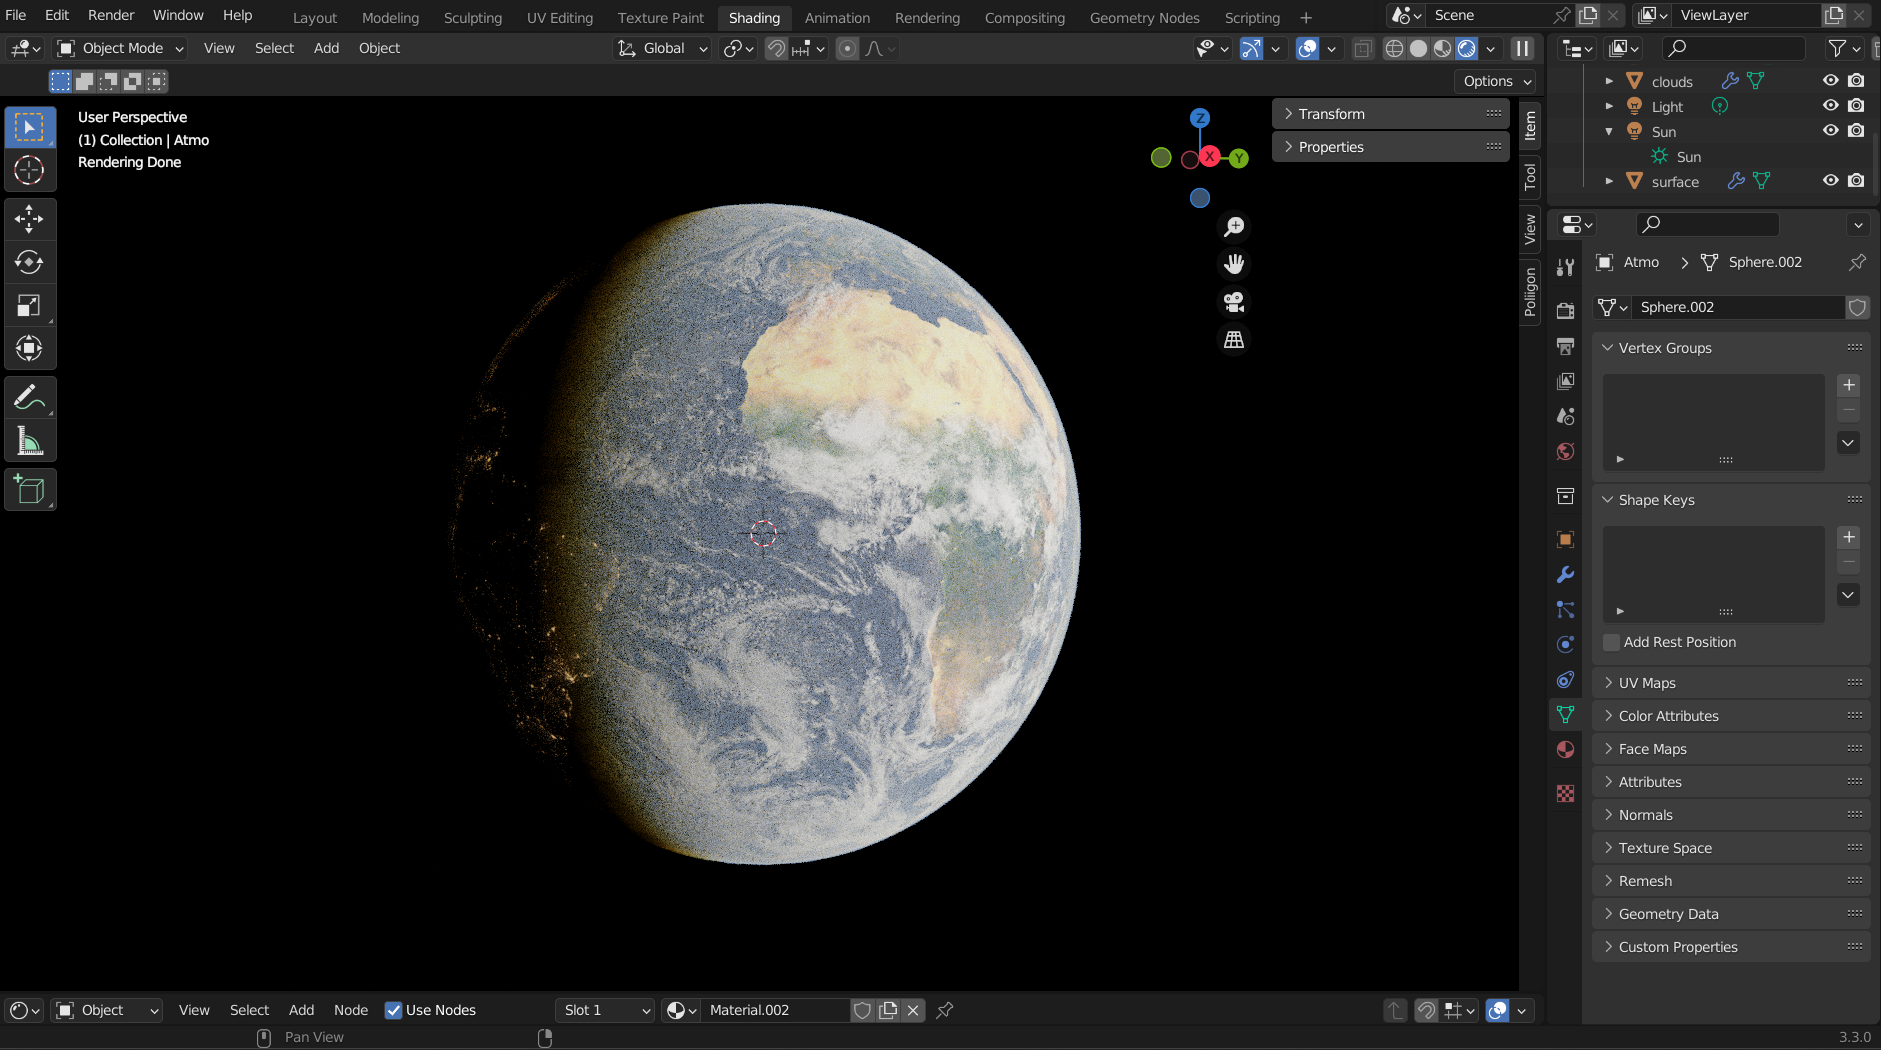 File Edit Render Window Help Layout Modeling Sculpting UV Editing Texture Paint Shading Animation Rendering Compositing Geometry Nodes Scripting + Scene ViewLayer
Object Mode View Select Add Object Global
Options
User Perspective
(1) Collection | Atmo
Rendering Done
Z
X
Y
Transform
Properties
Item
Tool
View
Poliigon
clouds
Light
Sun
Sun
surface
Atmo > Sphere.002
Sphere.002
Vertex Groups
Shape Keys
Add Rest Position
UV Maps
Color Attributes
Face Maps
Attributes
Normals
Texture Space
Remesh
Geometry Data
Custom Properties
Object View Select Add Node Use Nodes Slot 1 Material.002
Pan View
3.3.0